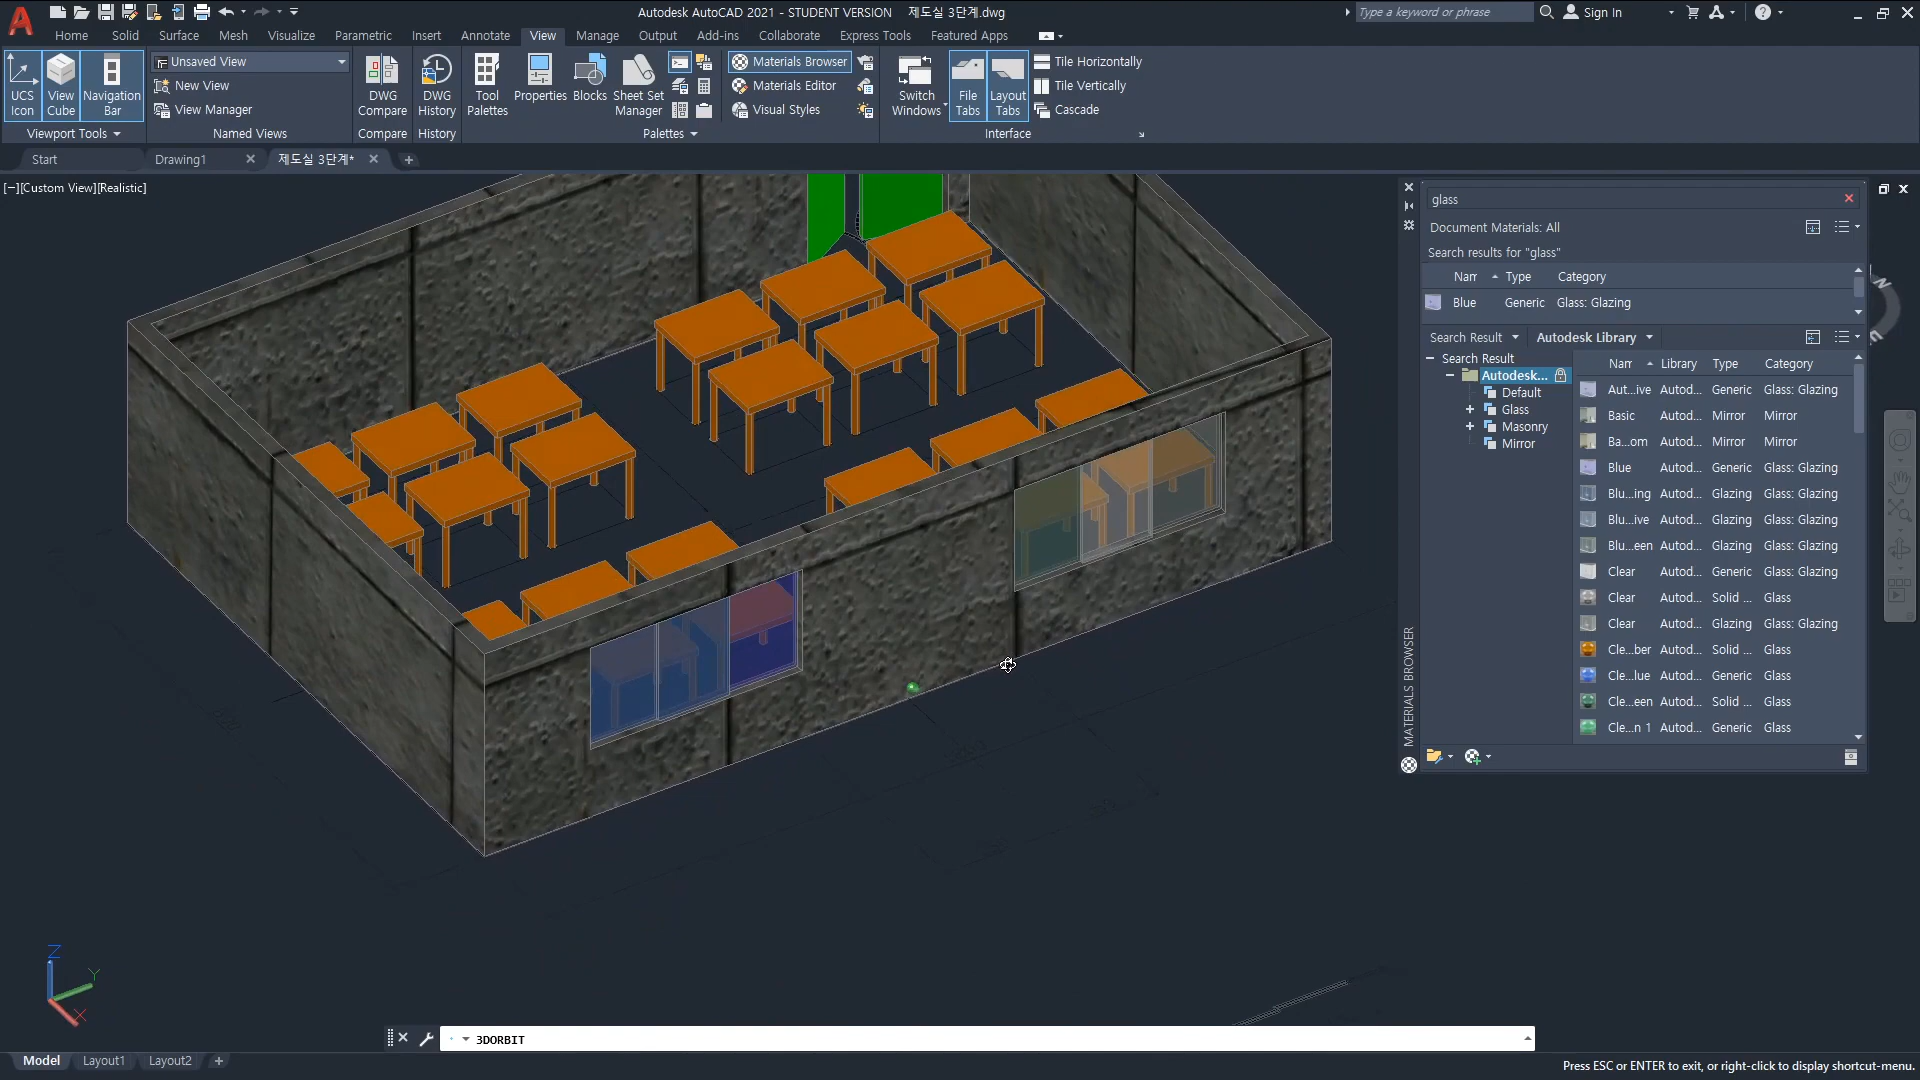 Autodesk AutoCAD 2021 - STUDENT VERSION 제도실 3단계.dwg
Type a keyword or phrase
Sign In
Home Solid Surface Mesh Visualize Parametric Insert Annotate View Manage Output Add-ins Collaborate Express Tools Featured Apps
UCS Icon
View Cube
Navigation Bar
Viewport Tools
Unsaved View
New View
View Manager
Named Views
DWG Compare
Compare
DWG History
History
Tool Palettes
Properties
Blocks
Sheet Set Manager
Materials Browser
Materials Editor
Visual Styles
Palettes
Switch Windows
File Tabs
Layout Tabs
Tile Horizontally
Tile Vertically
Cascade
Interface
Start
Drawing1
제도실 3단계*
[−][Custom View][Realistic]
glass
Document Materials: All
Search results for "glass"
Nam Type Category
Blue Generic Glass: Glazing
Search Result Autodesk Library
Search Result
Autodesk...
Default
Glass
Masonry
Mirror
Nam Library Type Category
Aut...ive Autod... Generic Glass: Glazing
Basic Autod... Mirror Mirror
Ba...om Autod... Mirror Mirror
Blue Autod... Generic Glass: Glazing
Blu...ing Autod... Glazing Glass: Glazing
Blu...ive Autod... Glazing Glass: Glazing
Blu...een Autod... Glazing Glass: Glazing
Clear Autod... Generic Glass: Glazing
Clear Autod... Solid ... Glass
Clear Autod... Glazing Glass: Glazing
Cle...ber Autod... Solid ... Glass
Cle...lue Autod... Generic Glass
Cle...een Autod... Solid ... Glass
Cle...n 1 Autod... Generic Glass
MATERIALS BROWSER
N
Z
Y
X
3DORBIT
Model Layout1 Layout2
Press ESC or ENTER to exit, or right-click to display shortcut-menu.